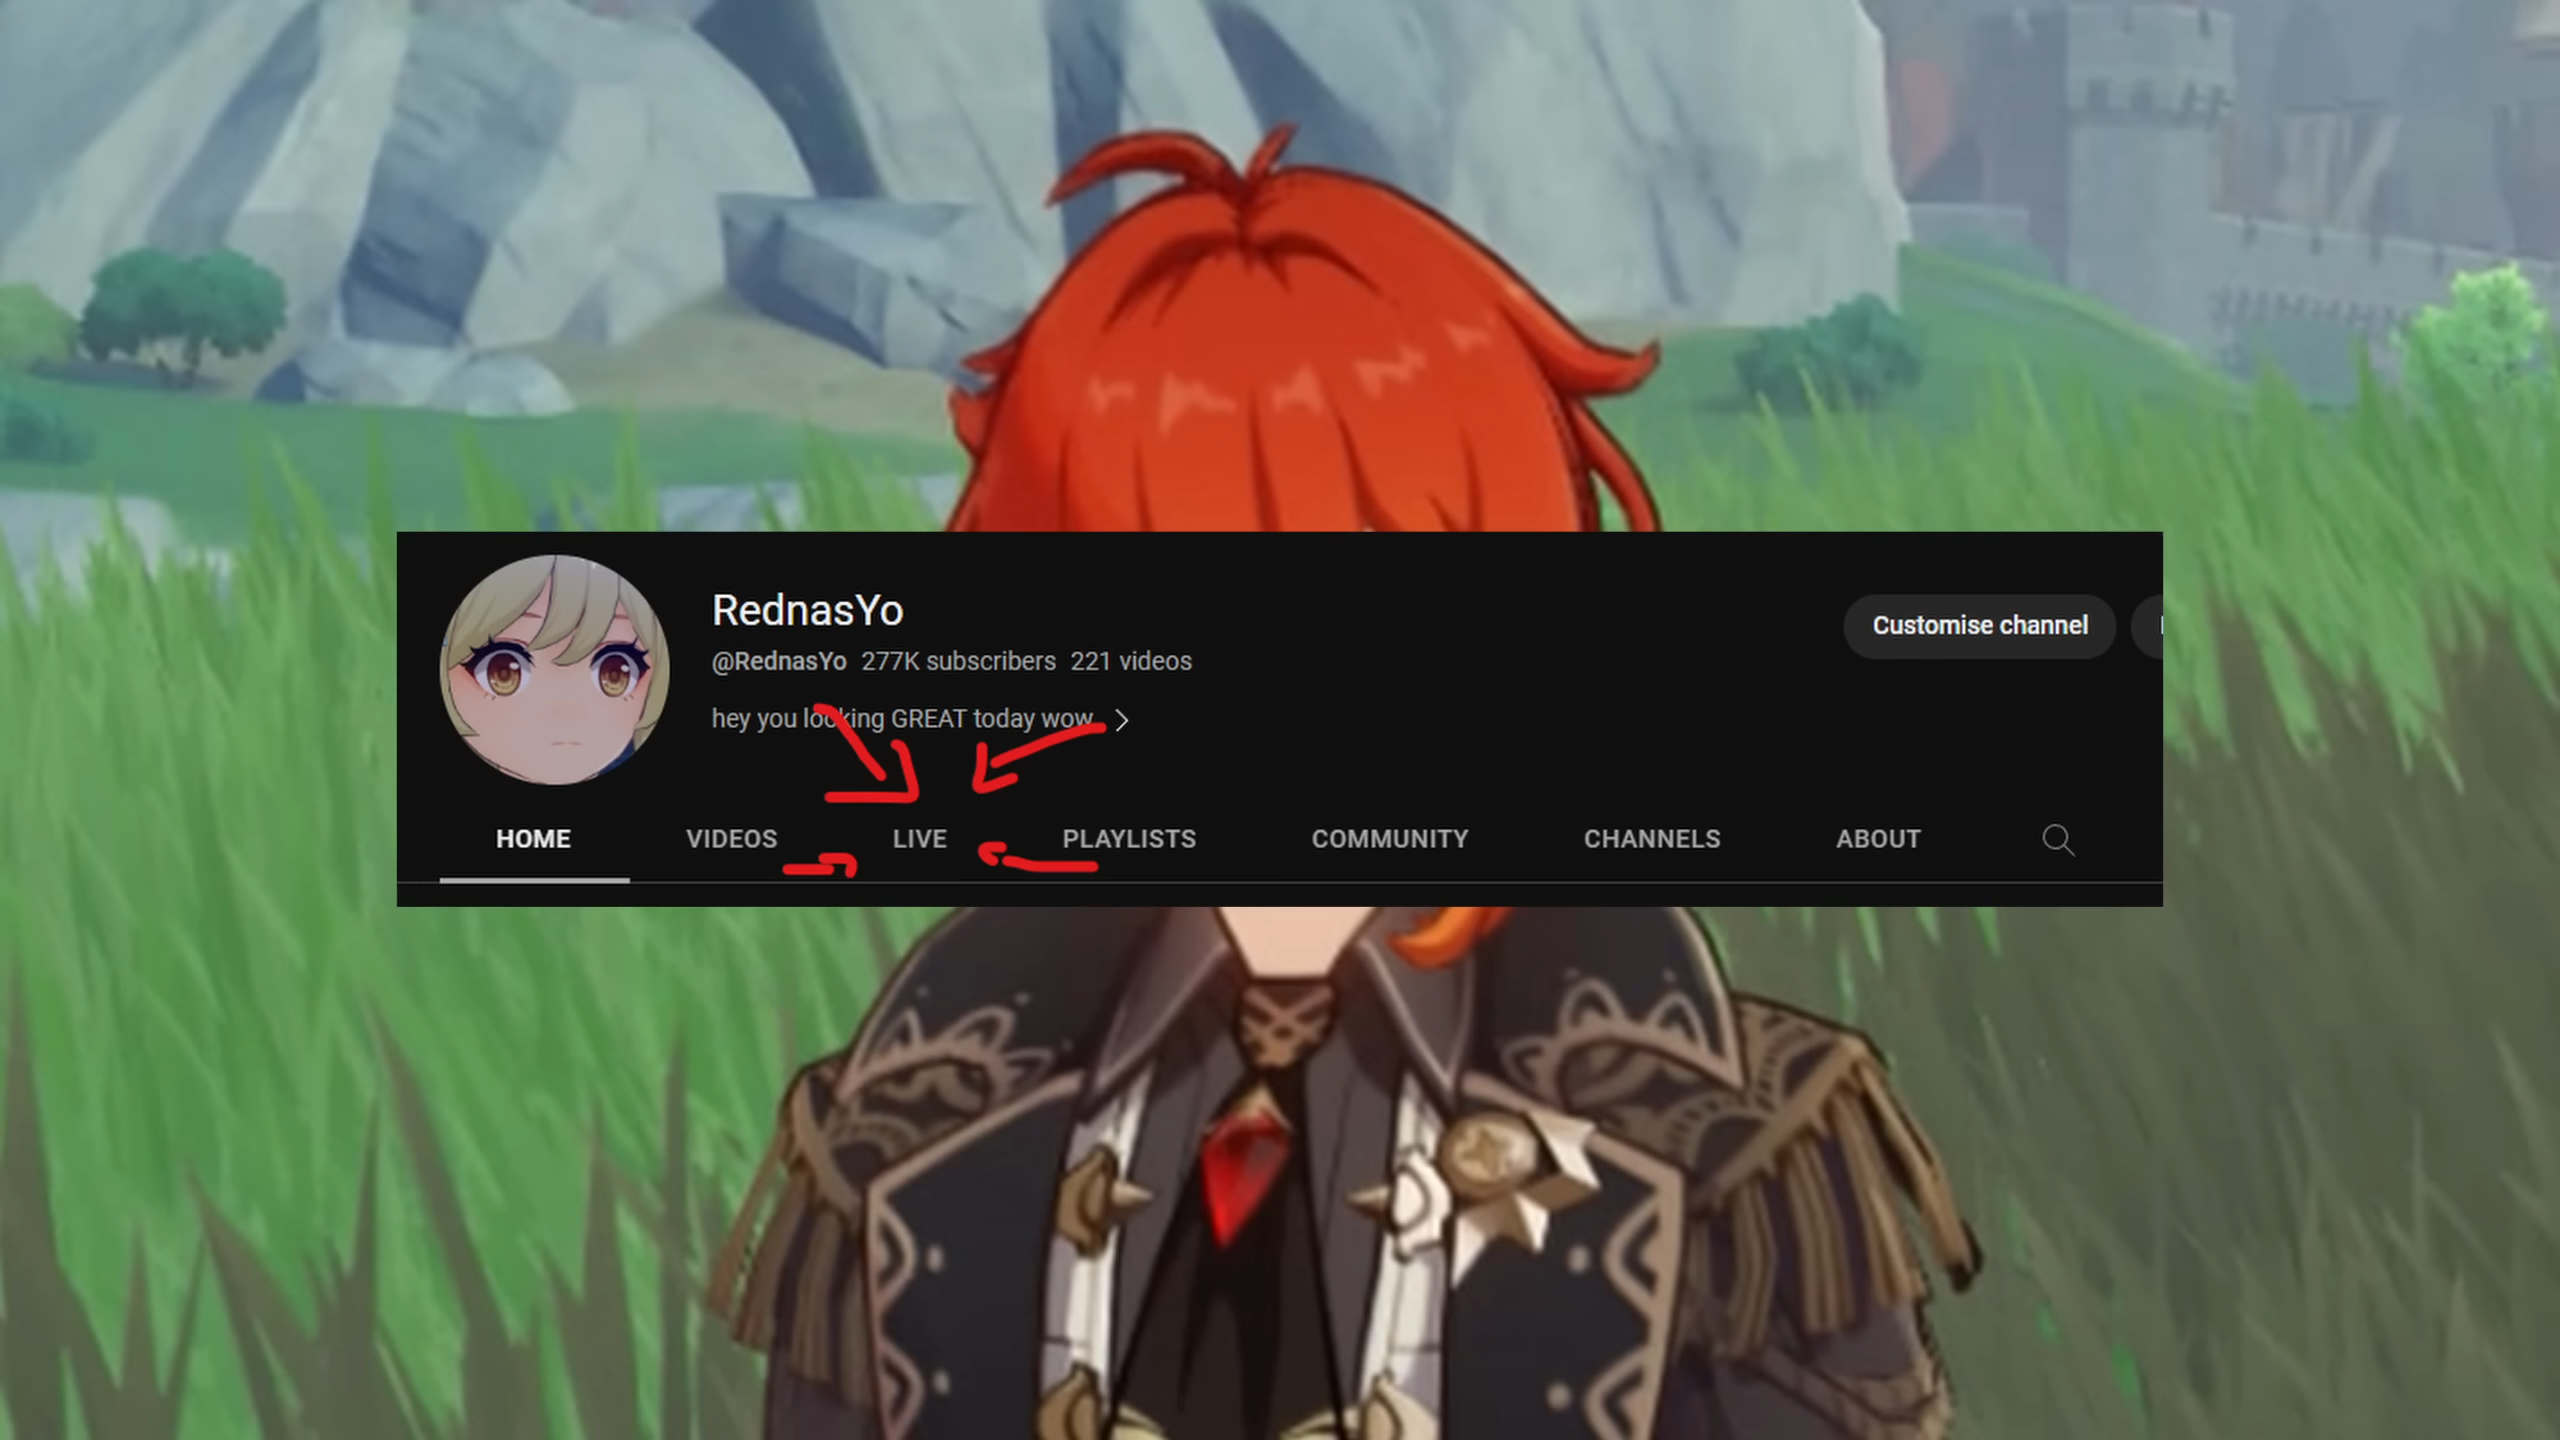 RednasYo
@RednasYo 277K subscribers 221 videos
hey you looking GREAT today wow
Customise channel
HOME VIDEOS LIVE PLAYLISTS COMMUNITY CHANNELS ABOUT